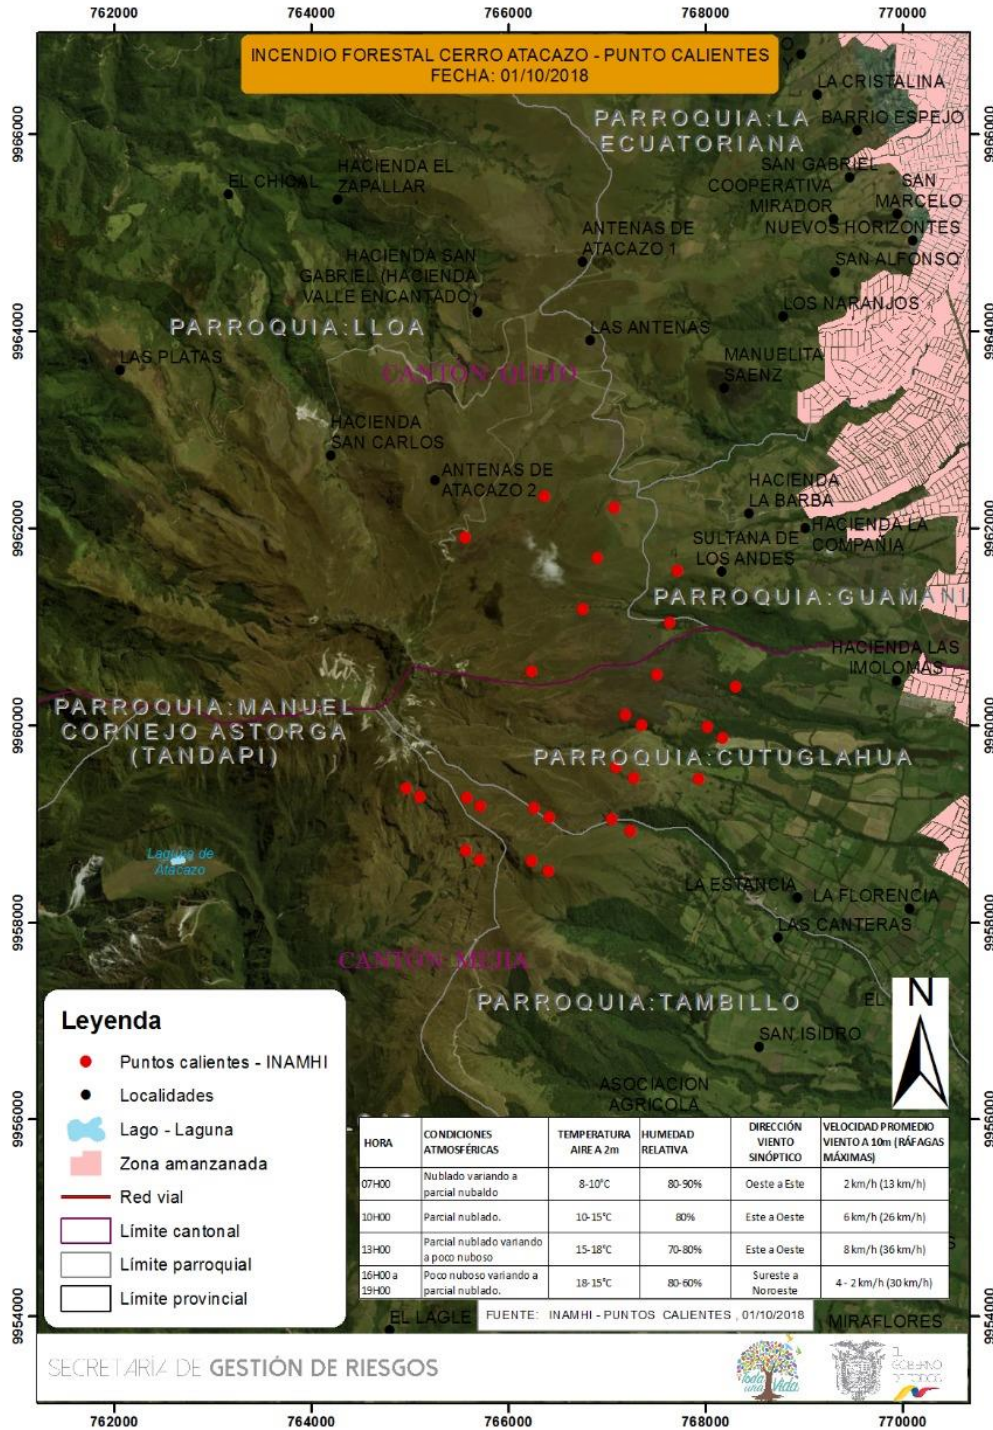 762000
764000
766000
768000
770000
INCENDIO FORESTAL CERRO ATACAZO - PUNTO CALIENTES
FECHA: 01/10/2018
9966000
9966000
O
Y
LA CRISTALINA
PARROQUIA:LA
ECUATORIANA
BARRIO ESPEJO
SAN GABRIEL
COOPERATIVA
MIRADOR
SAN
MARCELO
NUEVOS HORIZONTES
EL CHICAL
HACIENDA EL
ZAPALLAR
ANTENAS DE
ATACAZO 1
SAN ALFONSO
HACIENDA SAN
GABRIEL (HACIENDA
VALLE ENCANTADO)
LOS NARANJOS
9964000
9964000
PARROQUIA:LLOA
LAS ANTENAS
LAS PLATAS
CANTON: QUITO
MANUELITA
SAENZ
HACIENDA
SAN CARLOS
ANTENAS DE
ATACAZO 2
HACIENDA
LA BARBA
9962000
9962000
SULTANA DE
LOS ANDES
HACIENDA LA
COMPAÑIA
PARROQUIA:GUAMANI
HACIENDA LAS
IMOLOMAS
PARROQUIA:MANUEL
CORNEJO ASTORGA
(TANDAPI)
9960000
9960000
PARROQUIA:CUTUGLAHUA
Laguna de
Atacazo
LA ESTANCIA
LA FLORENCIA
9958000
9958000
LAS CANTERAS
CANTON: MEJIA
PARROQUIA:TAMBILLO
EL
N
SAN ISIDRO
ASOCIACION
AGRICOLA
9956000
9956000
Leyenda
Puntos calientes - INAMHI
Localidades
Lago - Laguna
Zona amanzanada
Red vial
Límite cantonal
Límite parroquial
Límite provincial
HORA CONDICIONES ATMOSFÉRICAS TEMPERATURA AIRE A 2m HUMEDAD RELATIVA DIRECCIÓN VIENTO SINÓPTICO VELOCIDAD PROMEDIO VIENTO A 10m (RÁFAGAS MÁXIMAS)
07H00 Nublado variando a parcial nubaldo 8-10°C 80-90% Oeste a Este 2 km/h (13 km/h)
10H00 Parcial nublado. 10-15°C 80% Este a Oeste 6 km/h (26 km/h)
13H00 Parcial nublado variando a poco nuboso 15-18°C 70-80% Este a Oeste 8 km/h (36 km/h)
16H00 a 19H00 Poco nuboso variando a parcial nublado. 18-15°C 80-60% Sureste a Noroeste 4 - 2 km/h (30 km/h)
S
9954000
9954000
EL LAGLE
FUENTE: INAMHI - PUNTOS CALIENTES , 01/10/2018
MIRAFLORES
SECRETARÍA DE GESTIÓN DE RIESGOS
Toda
una Vida
EL
GOBIERNO
DE TODOS
762000
764000
766000
768000
770000